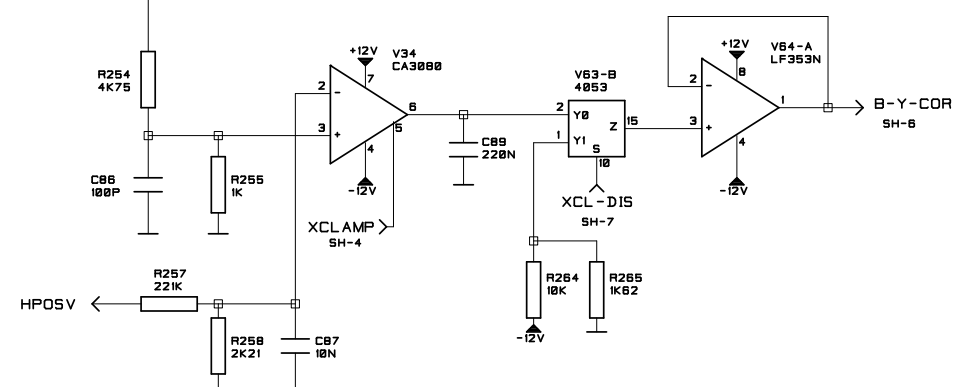 +12V
V34
CA3080
7
2
-
6
3
+
5
4
-12V
R254
4K75
C86
100P
R255
1K
XCLAMP
SH-4
C89
220N
V63-B
4053
2
Y0
1
Y1
Z
15
S
10
XCL-DIS
SH-7
+12V
V64-A
LF353N
8
2
-
1
3
+
4
-12V
B-Y-COR
SH-6
R257
221K
HPOSV
R258
2K21
C87
10N
R264
10K
R265
1K62
-12V